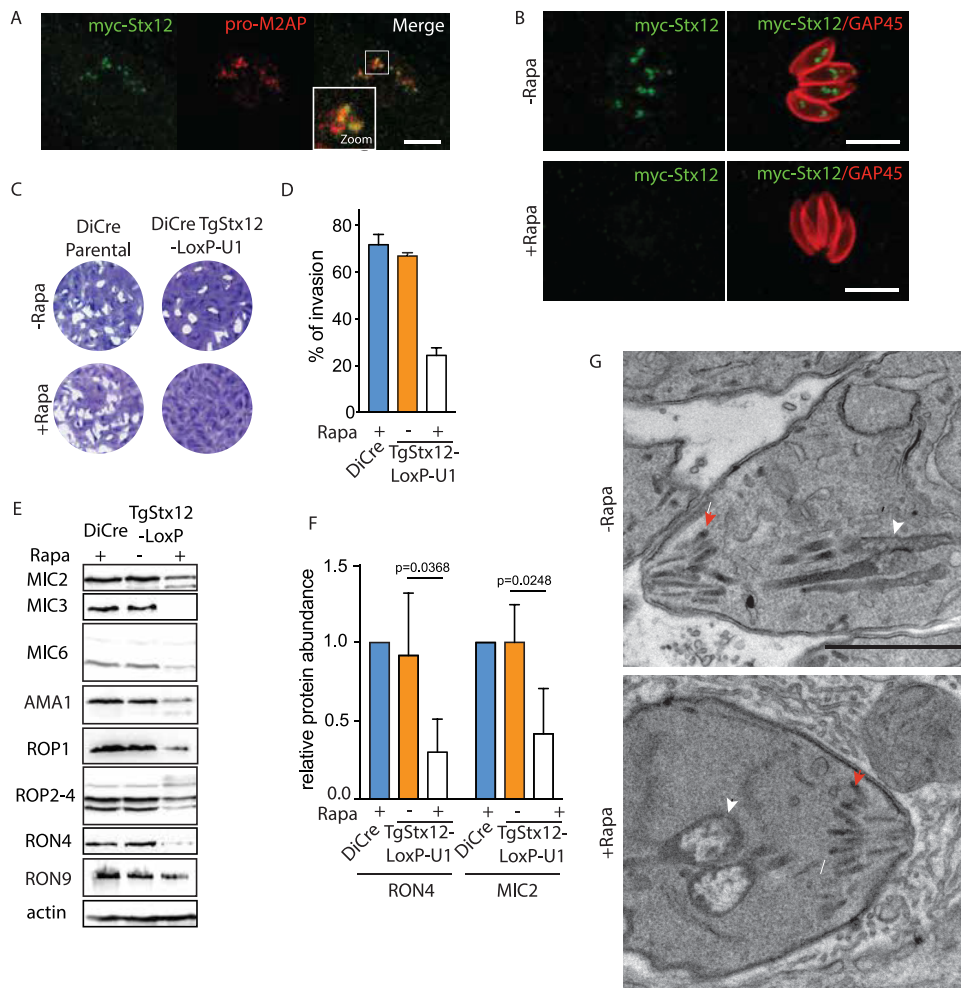 A
myc-Stx12
pro-M2AP
Merge
Zoom
B
myc-Stx12
myc-Stx12/GAP45
-Rapa
myc-Stx12
myc-Stx12/GAP45
+Rapa
C
DiCre
Parental
DiCre TgStx12
-LoxP-U1
-Rapa
+Rapa
D
% of invasion
80
60
40
20
0
Rapa + - +
DiCre
TgStx12-
LoxP-U1
E
DiCre
TgStx12
-LoxP
Rapa + - +
MIC2
MIC3
MIC6
AMA1
ROP1
ROP2-4
RON4
RON9
actin
F
relative protein abundance
1.5
1.0
0.5
0.0
p=0.0368
p=0.0248
Rapa + - + + - +
DiCre
TgStx12-
LoxP-U1
DiCre
TgStx12-
LoxP-U1
RON4
MIC2
G
-Rapa
+Rapa